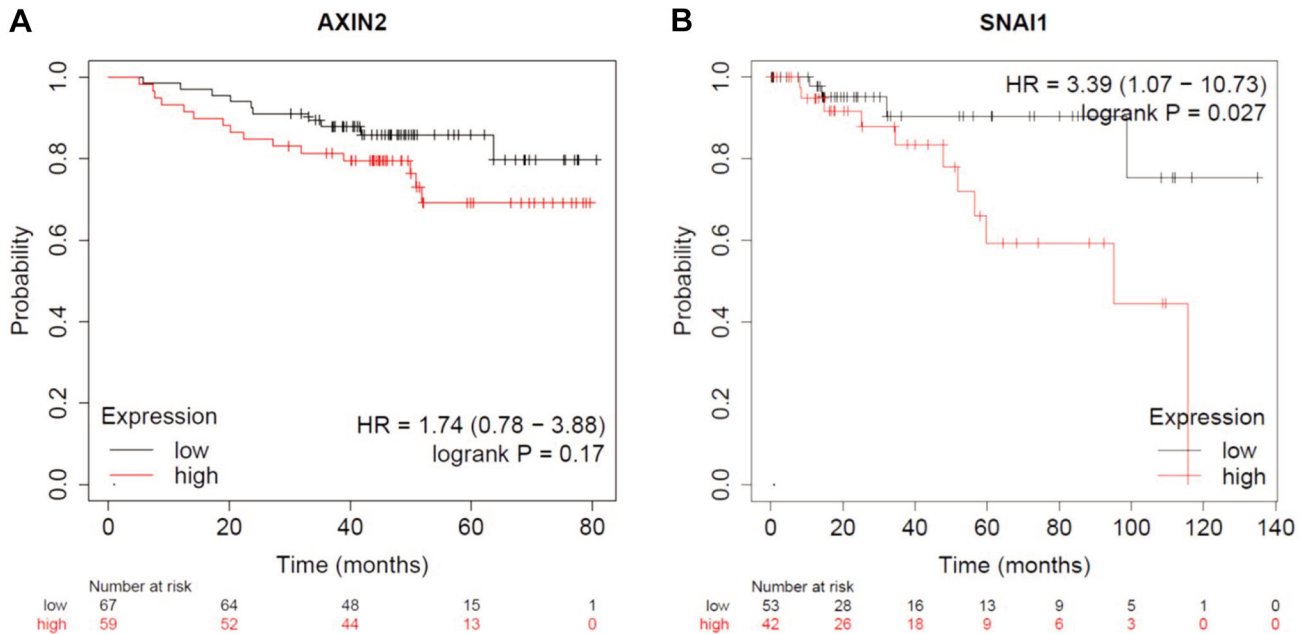 A
AXIN2
1.0
0.8
0.6
0.4
0.2
0.0
Probability
Expression
low
high
HR = 1.74 (0.78 − 3.88)
logrank P = 0.17
0 20 40 60 80
Time (months)
Number at risk
low 67 64 48 15 1
high 59 52 44 13 0
B
SNAI1
HR = 3.39 (1.07 − 10.73)
logrank P = 0.027
1.0
0.8
0.6
0.4
0.2
0.0
Probability
Expression
low
high
0 20 40 60 80 100 120 140
Time (months)
Number at risk
low 53 28 16 13 9 5 1 0
high 42 26 18 9 6 3 0 0